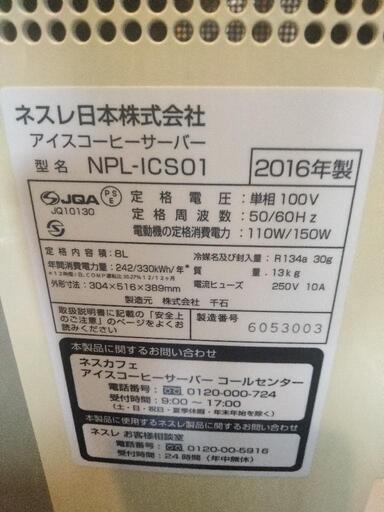 ネスレ日本株式会社
アイスコーヒーサーバー
型名 NPL-ICS01 2016年製
JQA PSE
JQ10130
定格電圧:単相100V
定格周波数:50/60Hz
電動機の定格消費電力:110W/150W
定格内容量:8L
年間消費電力量:242/330kWh/年*
外形寸法:304×516×389mm
冷媒名及び封入量:R134a 30g
質量:13kg
電流ヒューズ 250V 10A
製造元 株式会社 千石
取扱説明書に記載の「安全上
のご注意」のページをよく
お読みください。
製造番号
6053003
本製品に関するお問い合わせ
ネスカフェ
アイスコーヒーサーバー コールセンター
電話番号: 0120-000-724
受付時間:9:00~17:00
(土・日・祝日・夏季休暇・年末年始を除く)
本製品に使用するネスレ製品に関するお問い合わせ
ネスレ お客様相談室
電話番号: 0120-00-5916
受付時間:24時間(年中無休)